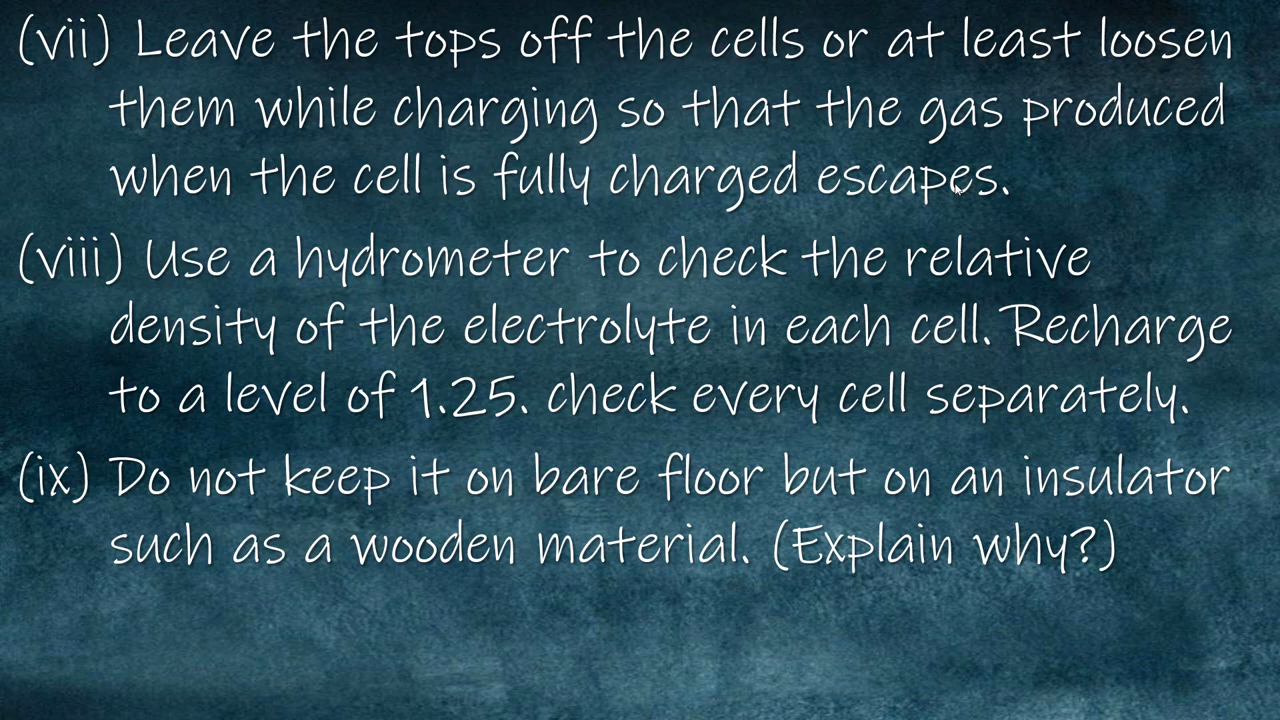 (vii) Leave the tops off the cells or at least loosen
them while charging so that the gas produced
when the cell is fully charged escapes.
(viii) Use a hydrometer to check the relative
density of the electrolyte in each cell. Recharge
to a level of 1.25. check every cell separately.
(ix) Do not keep it on bare floor but on an insulator
such as a wooden material. (Explain why?)